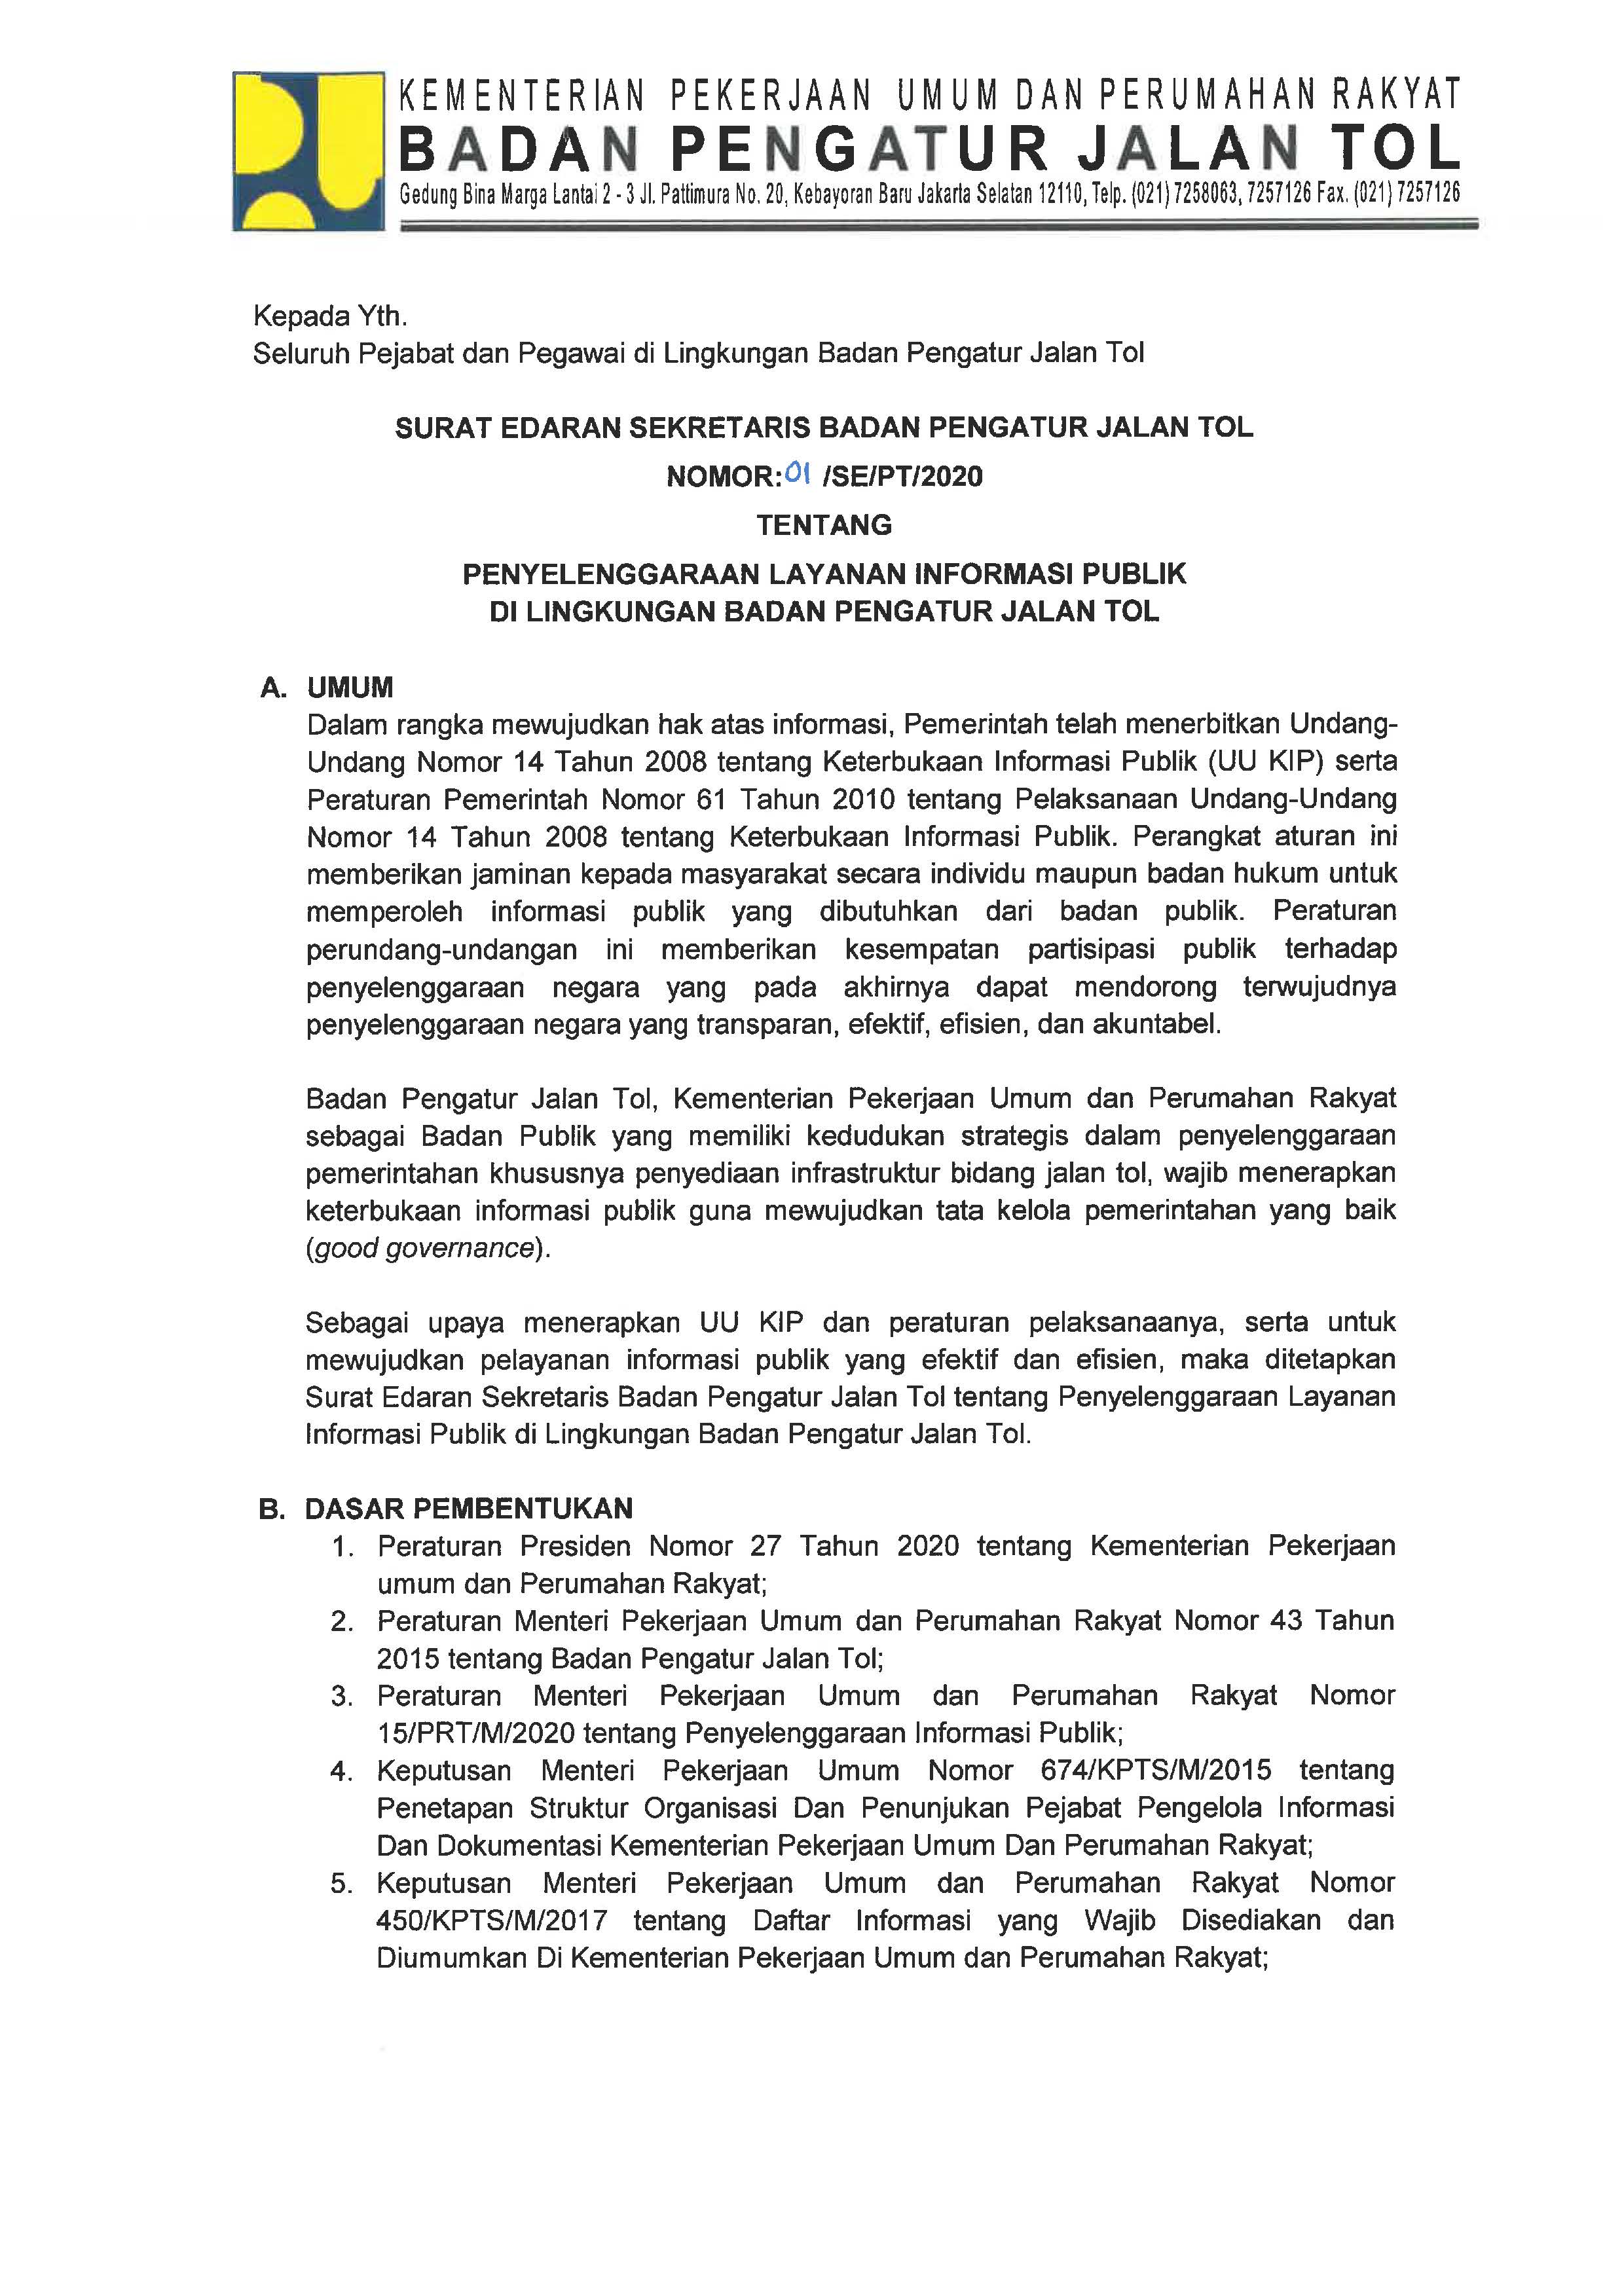 KEMENTERIAN PEKERJAAN UMUM DAN PERUMAHAN RAKYAT
BADAN PENGATUR JALAN TOL
Gedung Bina Marga Lantai 2 - 3 Jl. Pattimura No. 20, Kebayoran Baru Jakarta Selatan 12110, Telp. (021) 7258063, 7257126 Fax. (021) 7257126
Kepada Yth.
Seluruh Pejabat dan Pegawai di Lingkungan Badan Pengatur Jalan Tol
SURAT EDARAN SEKRETARIS BADAN PENGATUR JALAN TOL
NOMOR: 01 /SE/PT/2020
TENTANG
PENYELENGGARAAN LAYANAN INFORMASI PUBLIK
DI LINGKUNGAN BADAN PENGATUR JALAN TOL
A. UMUM
Dalam rangka mewujudkan hak atas informasi, Pemerintah telah menerbitkan Undang-
Undang Nomor 14 Tahun 2008 tentang Keterbukaan Informasi Publik (UU KIP) serta
Peraturan Pemerintah Nomor 61 Tahun 2010 tentang Pelaksanaan Undang-Undang
Nomor 14 Tahun 2008 tentang Keterbukaan Informasi Publik. Perangkat aturan ini
memberikan jaminan kepada masyarakat secara individu maupun badan hukum untuk
memperoleh informasi publik yang dibutuhkan dari badan publik. Peraturan
perundang-undangan ini memberikan kesempatan partisipasi publik terhadap
penyelenggaraan negara yang pada akhirnya dapat mendorong terwujudnya
penyelenggaraan negara yang transparan, efektif, efisien, dan akuntabel.
Badan Pengatur Jalan Tol, Kementerian Pekerjaan Umum dan Perumahan Rakyat
sebagai Badan Publik yang memiliki kedudukan strategis dalam penyelenggaraan
pemerintahan khususnya penyediaan infrastruktur bidang jalan tol, wajib menerapkan
keterbukaan informasi publik guna mewujudkan tata kelola pemerintahan yang baik
(good governance).
Sebagai upaya menerapkan UU KIP dan peraturan pelaksanaanya, serta untuk
mewujudkan pelayanan informasi publik yang efektif dan efisien, maka ditetapkan
Surat Edaran Sekretaris Badan Pengatur Jalan Tol tentang Penyelenggaraan Layanan
Informasi Publik di Lingkungan Badan Pengatur Jalan Tol.
B. DASAR PEMBENTUKAN
1. Peraturan Presiden Nomor 27 Tahun 2020 tentang Kementerian Pekerjaan
umum dan Perumahan Rakyat;
2. Peraturan Menteri Pekerjaan Umum dan Perumahan Rakyat Nomor 43 Tahun
2015 tentang Badan Pengatur Jalan Tol;
3. Peraturan Menteri Pekerjaan Umum dan Perumahan Rakyat Nomor
15/PRT/M/2020 tentang Penyelenggaraan Informasi Publik;
4. Keputusan Menteri Pekerjaan Umum Nomor 674/KPTS/M/2015 tentang
Penetapan Struktur Organisasi Dan Penunjukan Pejabat Pengelola Informasi
Dan Dokumentasi Kementerian Pekerjaan Umum Dan Perumahan Rakyat;
5. Keputusan Menteri Pekerjaan Umum dan Perumahan Rakyat Nomor
450/KPTS/M/2017 tentang Daftar Informasi yang Wajib Disediakan dan
Diumumkan Di Kementerian Pekerjaan Umum dan Perumahan Rakyat;